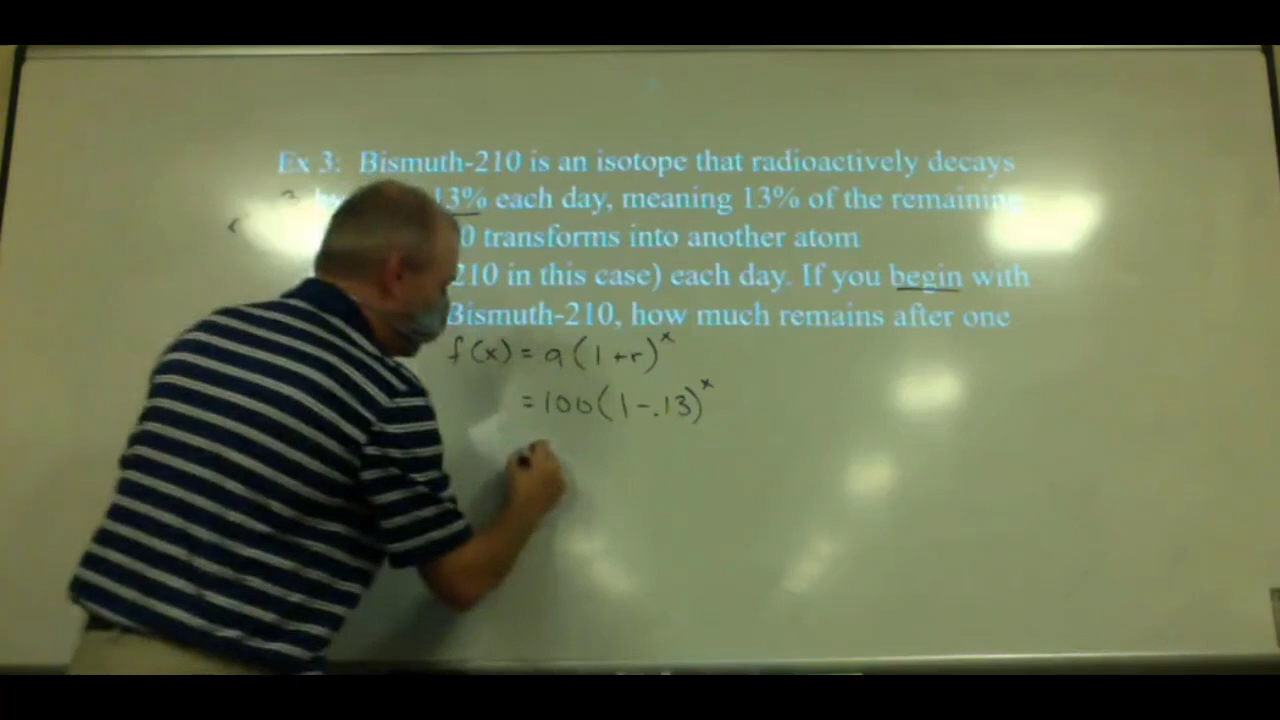 Ex 3: Bismuth-210 is an isotope that radioactively decays
13% each day, meaning 13% of the remaining
0 transforms into another atom
210 in this case) each day. If you begin with
Bismuth-210, how much remains after one
f(x) = a(1+r)^x
= 100(1-.13)^x